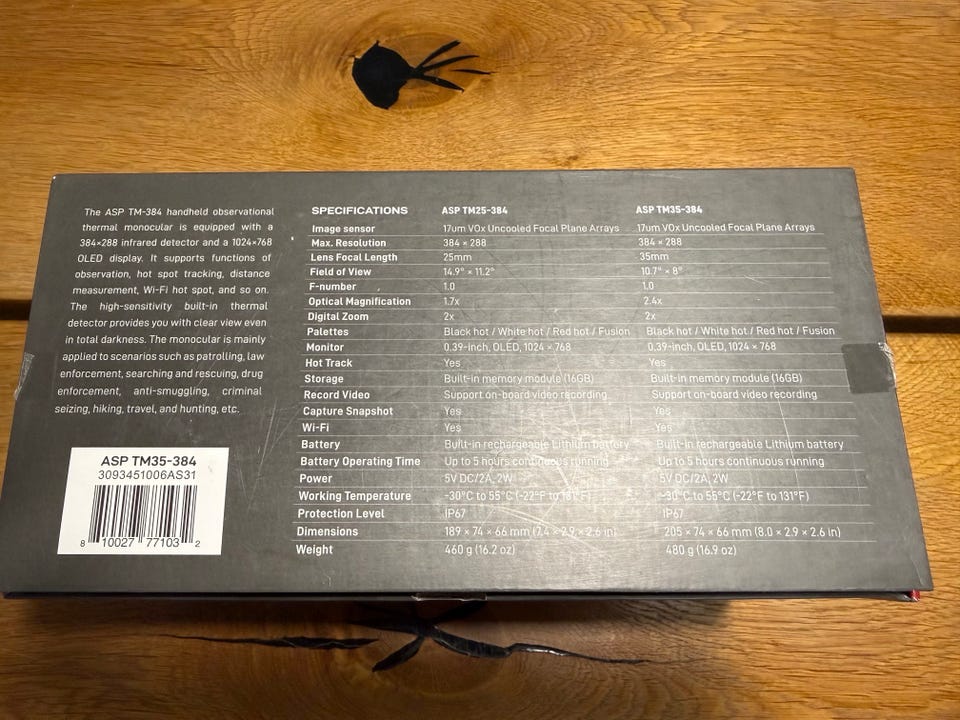 The ASP TM-384 handheld observational
thermal monocular is equipped with a
384×288 infrared detector and a 1024×768
OLED display. It supports functions of
observation, hot spot tracking, distance
measurement, Wi-Fi hot spot, and so on.
The high-sensitivity built-in thermal
detector provides you with clear view even
in total darkness. The monocular is mainly
applied to scenarios such as patrolling, law
enforcement, searching and rescuing, drug
enforcement, anti-smuggling, criminal
seizing, hiking, travel, and hunting, etc.
ASP TM35-384
3093451006AS31
8 10027 77103 2
SPECIFICATIONS ASP TM25-384 ASP TM35-384
Image sensor 17um VOx Uncooled Focal Plane Arrays 17um VOx Uncooled Focal Plane Arrays
Max. Resolution 384 × 288 384 × 288
Lens Focal Length 25mm 35mm
Field of View 14.9° × 11.2° 10.7° × 8°
F-number 1.0 1.0
Optical Magnification 1.7x 2.4x
Digital Zoom 2x 2x
Palettes Black hot / White hot / Red hot / Fusion Black hot / White hot / Red hot / Fusion
Monitor 0.39-inch, OLED, 1024 × 768 0.39-inch, OLED, 1024 × 768
Hot Track Yes Yes
Storage Built-in memory module (16GB) Built-in memory module (16GB)
Record Video Support on-board video recording Support on-board video recording
Capture Snapshot Yes Yes
Wi-Fi Yes Yes
Battery Built-in rechargeable Lithium battery Built-in rechargeable Lithium battery
Battery Operating Time Up to 5 hours continuous running Up to 5 hours continuous running
Power 5V DC/2A, 2W 5V DC/2A, 2W
Working Temperature -30°C to 55°C (-22°F to 131°F) -30°C to 55°C (-22°F to 131°F)
Protection Level IP67 IP67
Dimensions 189 × 74 × 66 mm (7.4 × 2.9 × 2.6 in) 205 × 74 × 66 mm (8.0 × 2.9 × 2.6 in)
Weight 460 g (16.2 oz) 480 g (16.9 oz)